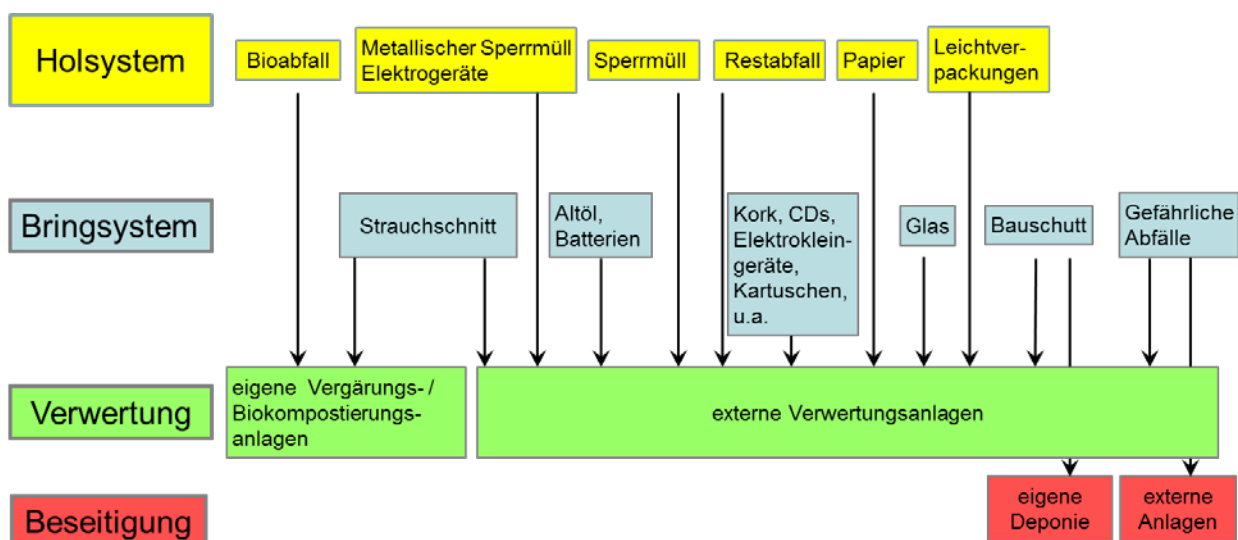 Holsystem
Bioabfall
Metallischer Sperrmüll
Elektrogeräte
Sperrmüll
Restabfall
Papier
Leichtver-
packungen
Bringsystem
Strauchschnitt
Altöl,
Batterien
Kork, CDs,
Elektroklein-
geräte,
Kartuschen,
u.a.
Glas
Bauschutt
Gefährliche
Abfälle
Verwertung
eigene Vergärungs- /
Biokompostierungs-
anlagen
externe Verwertungsanlagen
Beseitigung
eigene
Deponie
externe
Anlagen